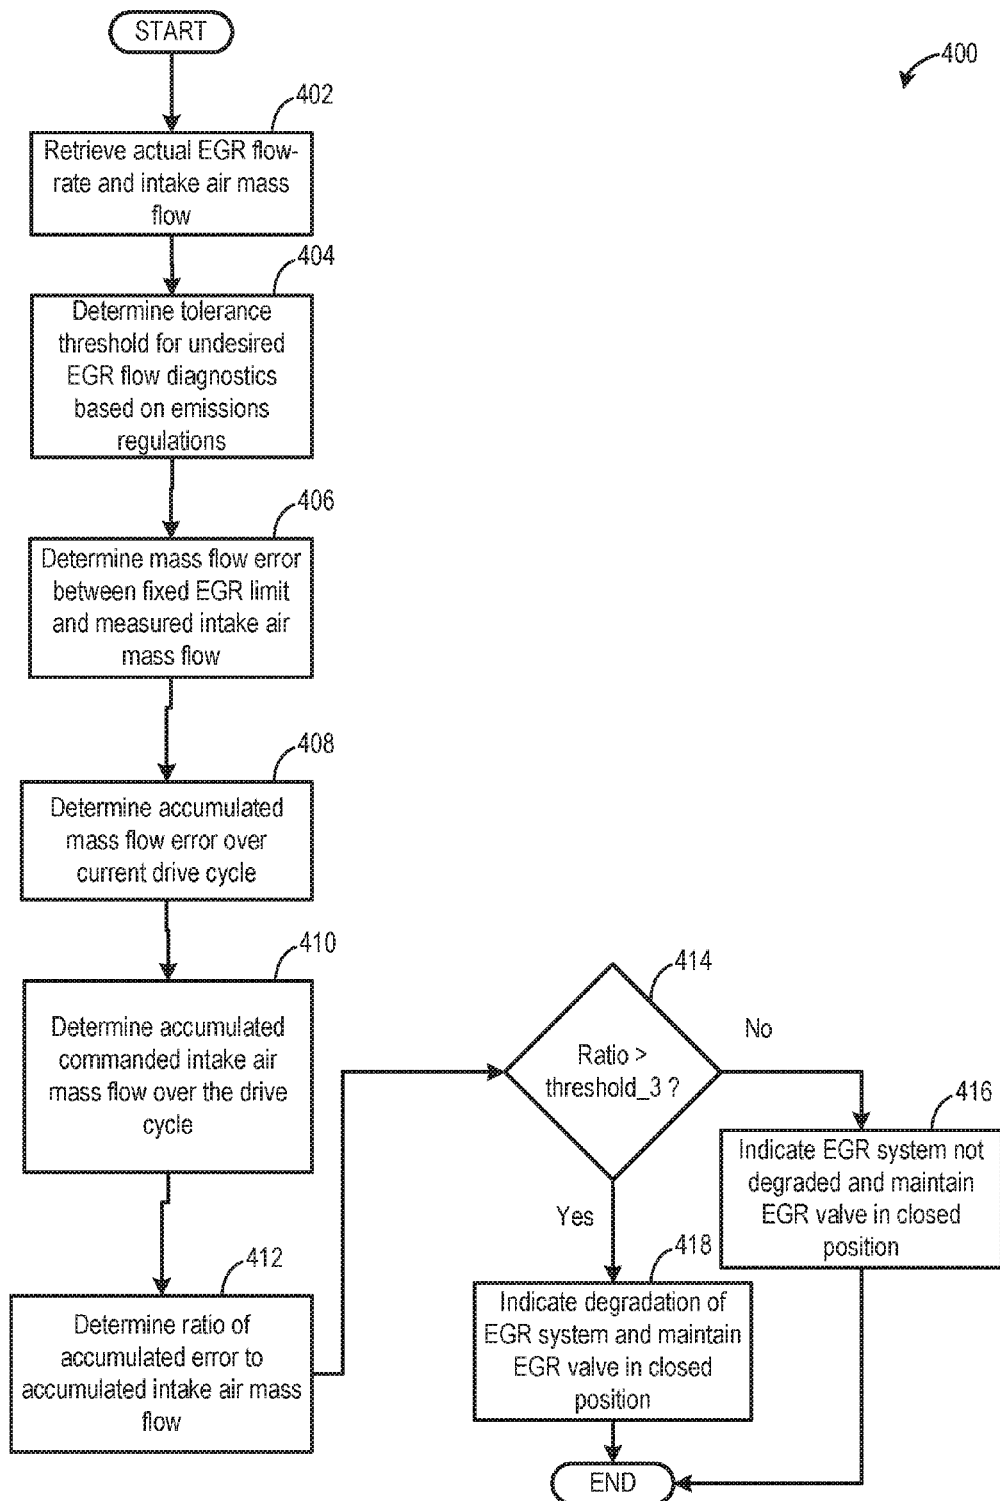 START
400
402
Retrieve actual EGR flow-
rate and intake air mass
flow
404
Determine tolerance
threshold for undesired
EGR flow diagnostics
based on emissions
regulations
406
Determine mass flow error
between fixed EGR limit
and measured intake air
mass flow
408
Determine accumulated
mass flow error over
current drive cycle
410
Determine accumulated
commanded intake air
mass flow over the drive
cycle
412
Determine ratio of
accumulated error to
accumulated intake air mass
flow
414
Ratio >
threshold_3 ?
No
416
Indicate EGR system not
degraded and maintain
EGR valve in closed
position
Yes
418
Indicate degradation of
EGR system and maintain
EGR valve in closed
position
END